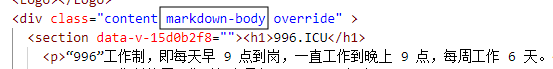 <div class="content markdown-body override" >
<section data-v-15d0b2f8=""><h1>996.ICU</h1>
<p>“996”工作制，即每天早 9 点到岗，一直工作到晚上 9 点，每周工作 6 天。